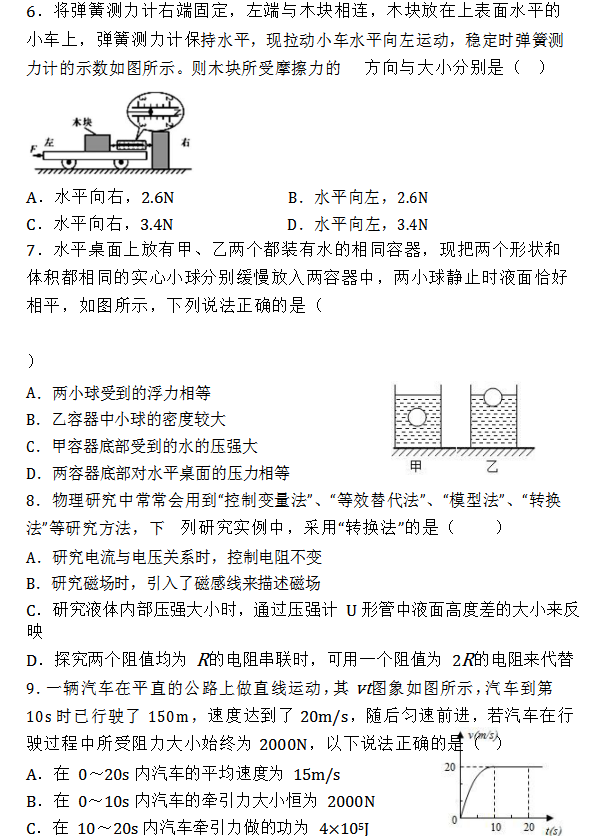 6．将弹簧测力计右端固定，左端与木块相连，木块放在上表面水平的
小车上，弹簧测力计保持水平，现拉动小车水平向左运动，稳定时弹簧测
力计的示数如图所示。则木块所受摩擦力的 方向与大小分别是（ ）
木块
F 左 右
A．水平向右，2.6N B．水平向左，2.6N
C．水平向右，3.4N D．水平向左，3.4N
7．水平桌面上放有甲、乙两个都装有水的相同容器，现把两个形状和
体积都相同的实心小球分别缓慢放入两容器中，两小球静止时液面恰好
相平，如图所示，下列说法正确的是（
）
A．两小球受到的浮力相等
B．乙容器中小球的密度较大
C．甲容器底部受到的水的压强大
D．两容器底部对水平桌面的压力相等
甲 乙
8．物理研究中常常会用到“控制变量法”、“等效替代法”、“模型法”、“转换
法”等研究方法，下 列研究实例中，采用“转换法”的是（ ）
A．研究电流与电压关系时，控制电阻不变
B．研究磁场时，引入了磁感线来描述磁场
C．研究液体内部压强大小时，通过压强计 U 形管中液面高度差的大小来反
映
D．探究两个阻值均为 R的电阻串联时，可用一个阻值为 2R的电阻来代替
9．一辆汽车在平直的公路上做直线运动，其 vt图象如图所示，汽车到第
10s 时已行驶了 150m，速度达到了 20m/s，随后匀速前进，若汽车在行
驶过程中所受阻力大小始终为 2000N，以下说法正确的是（ ）
A．在 0～20s 内汽车的平均速度为 15m/s
B．在 0～10s 内汽车的牵引力大小恒为 2000N
C．在 10～20s 内汽车牵引力做的功为 4×10⁵J
v(m/s)
20
0 10 20 t(s)